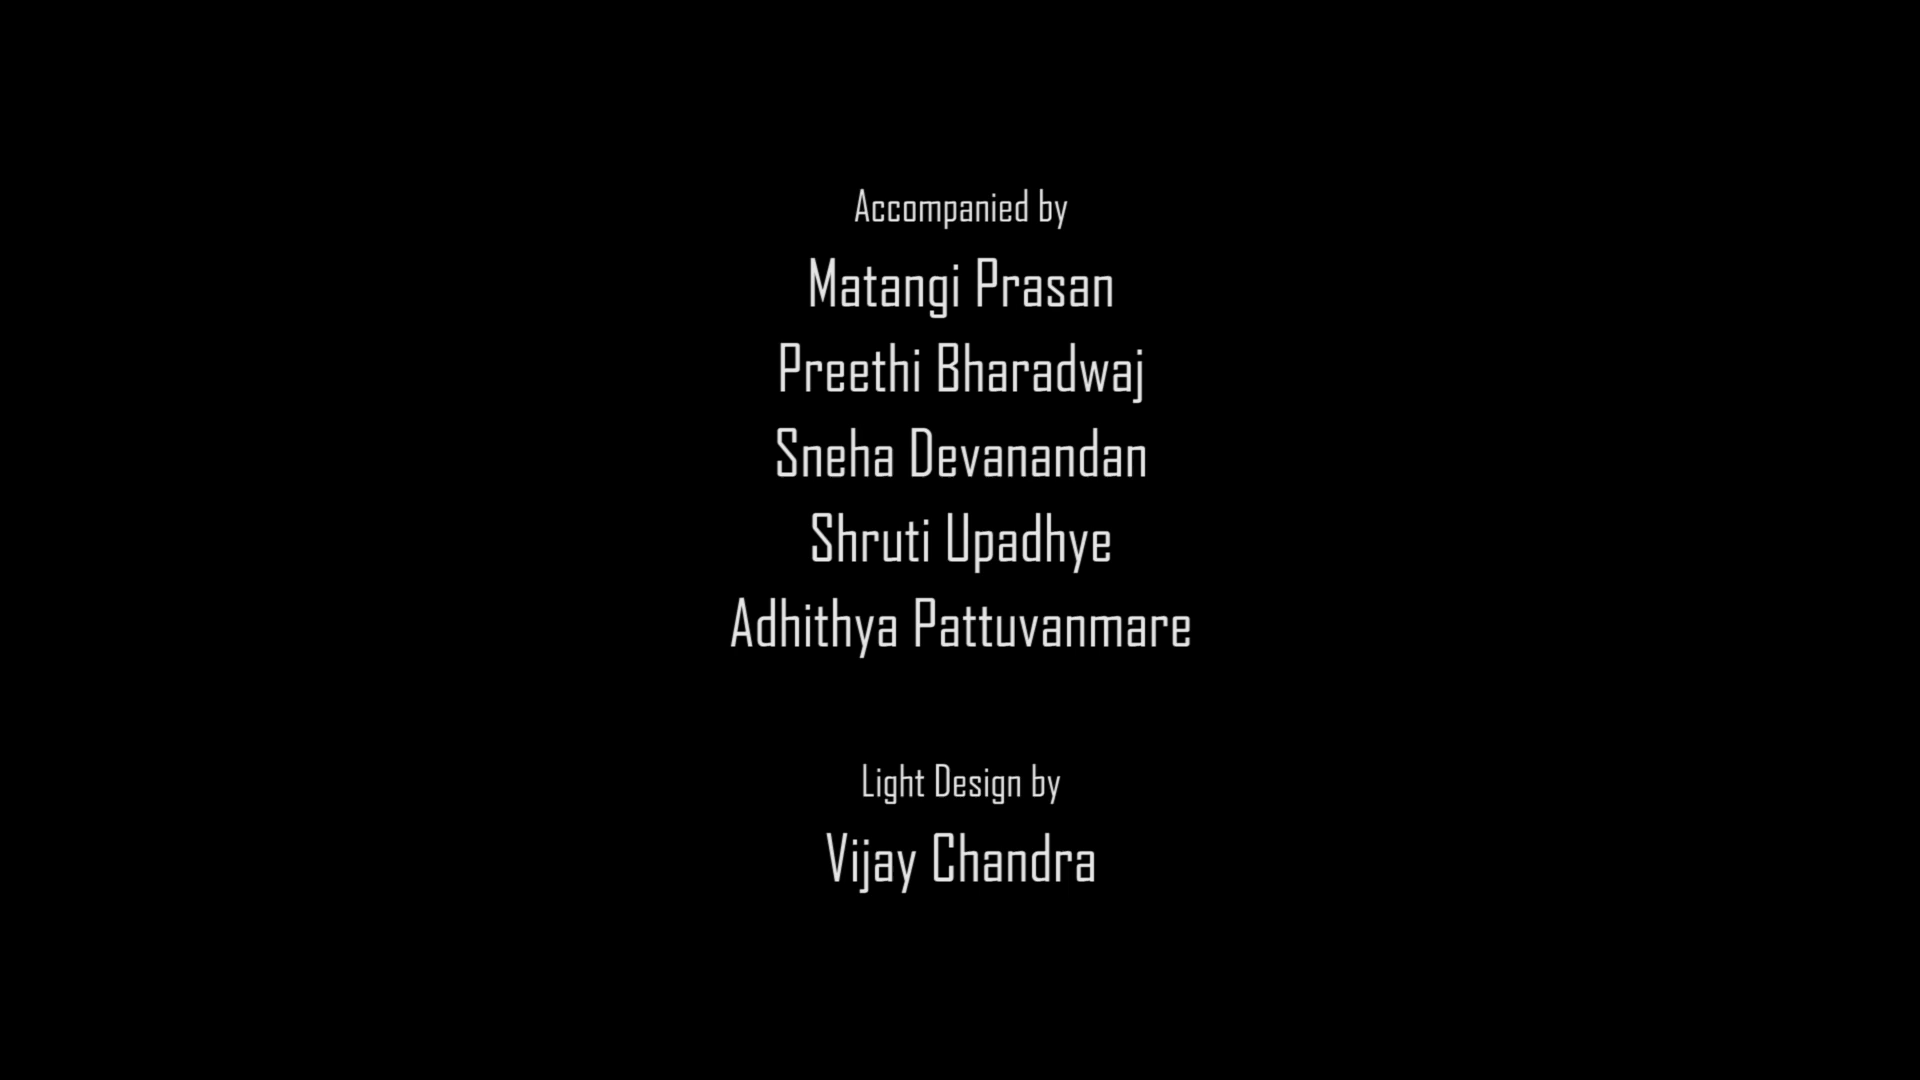 Accompanied by
Matangi Prasan
Preethi Bharadwaj
Sneha Devanandan
Shruti Upadhye
Adhithya Pattuvanmare
Light Design by
Vijay Chandra